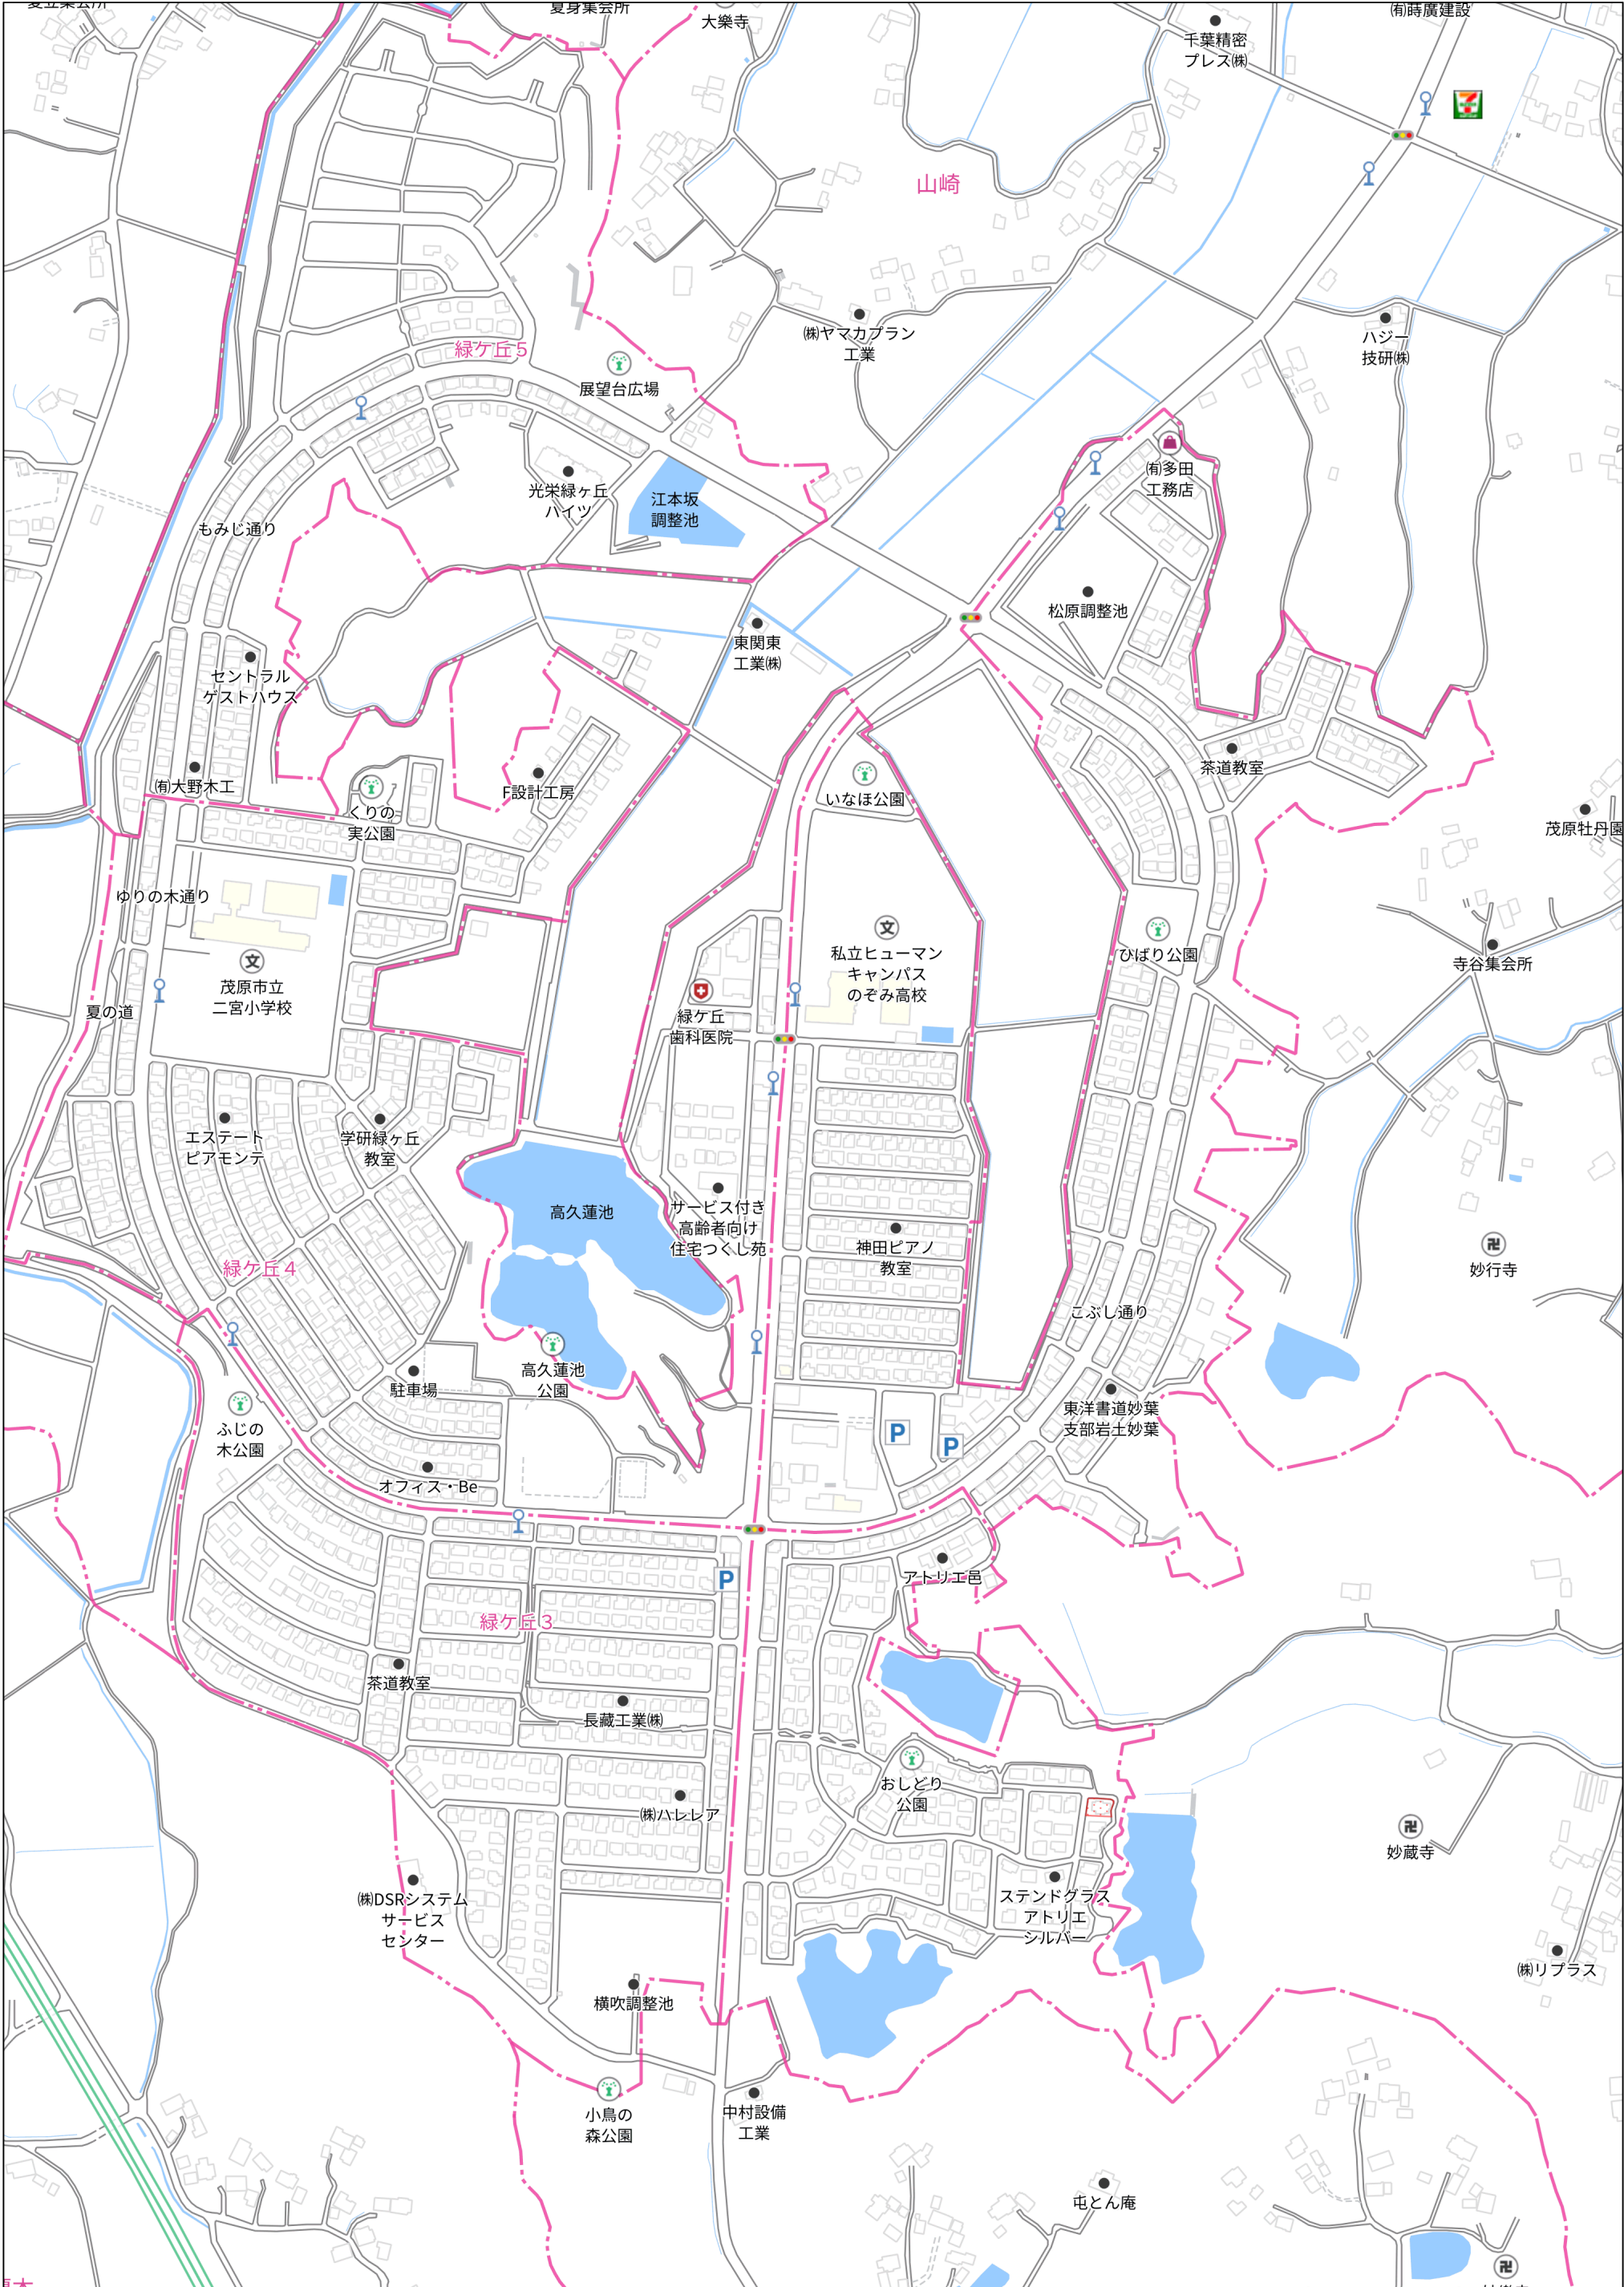 夏身集会所
大樂寺
㈲蒔廣建設
千葉精密
プレス㈱
山崎
㈱ヤマカプラン
工業
ハジー
技研㈱
緑ケ丘５
展望台広場
㈲多田
工務店
光栄緑ヶ丘
ハイツ
江本坂
調整池
もみじ通り
松原調整池
東関東
工業㈱
セントラル
ゲストハウス
茶道教室
㈲大野木工
F設計工房
いなほ公園
くりの
実公園
茂原牡丹園
ゆりの木通り
私立ヒューマン
キャンパス
のぞみ高校
ひばり公園
寺谷集会所
文
文
茂原市立
二宮小学校
夏の道
緑ケ丘
歯科医院
エステート
ピアモンテ
学研緑ヶ丘
教室
高久蓮池
サービス付き
高齢者向け
住宅つくし苑
神田ピアノ
教室
妙行寺
緑ケ丘４
こぶし通り
駐車場
高久蓮池
公園
東洋書道妙葉
支部岩土妙葉
ふじの
木公園
P
P
オフィス・Be
アトリエ邑
P
緑ケ丘３
茶道教室
長藏工業㈱
おしどり
公園
㈱ハレレア
妙蔵寺
㈱DSRシステム
サービス
センター
ステンドグラス
アトリエ
シルバー
㈱リプラス
横吹調整池
小鳥の
森公園
中村設備
工業
屯とん庵